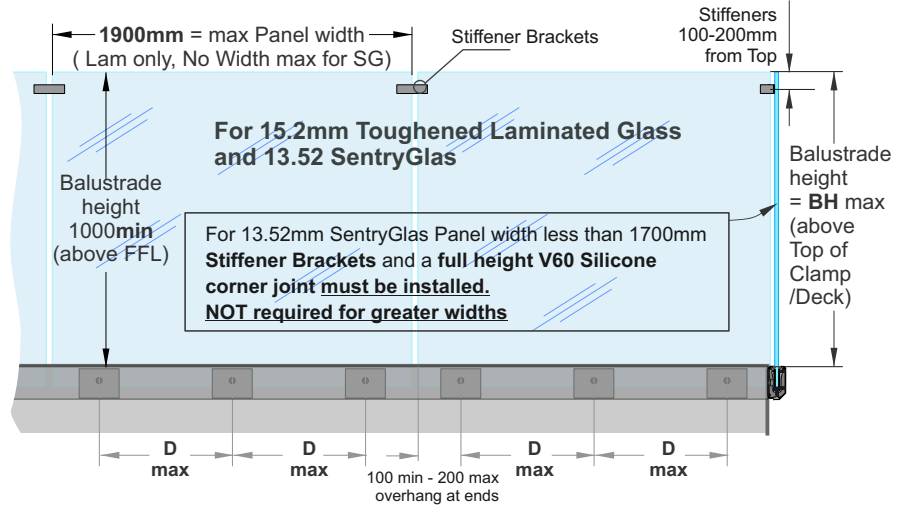 1900mm = max Panel width
( Lam only, No Width max for SG)
Stiffener Brackets
Stiffeners
100-200mm
from Top
For 15.2mm Toughened Laminated Glass
and 13.52 SentryGlas
Balustrade
height
1000min
(above FFL)
Balustrade
height
= BH max
(above
Top of
Clamp
/Deck)
For 13.52mm SentryGlas Panel width less than 1700mm
Stiffener Brackets and a full height V60 Silicone
corner joint must be installed.
NOT required for greater widths
D
max
D
max
100 min - 200 max
overhang at ends
D
max
D
max